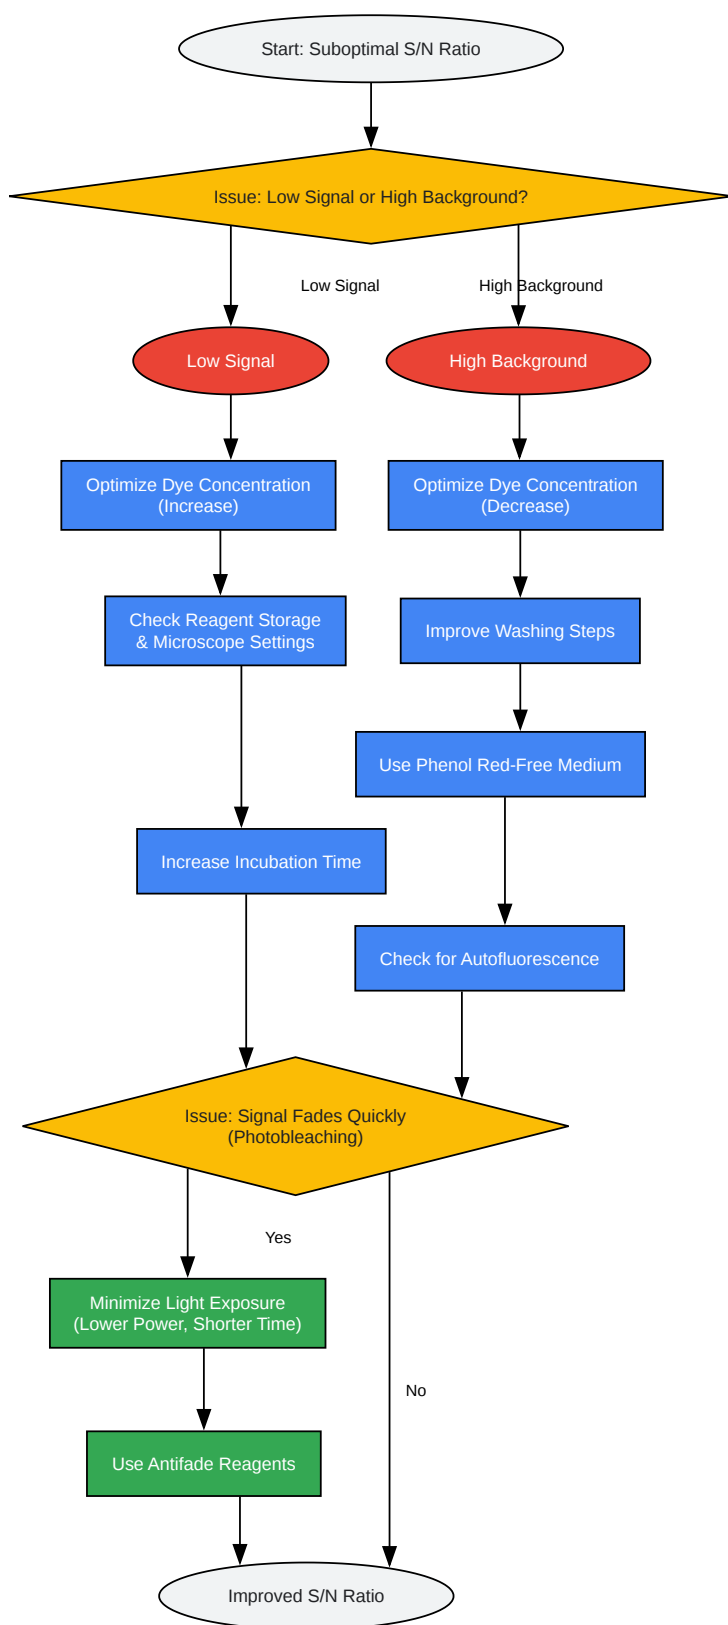 Start: Suboptimal S/N Ratio
Issue: Low Signal or High Background?
Low Signal
High Background
Low Signal
High Background
Optimize Dye Concentration
(Increase)
Optimize Dye Concentration
(Decrease)
Check Reagent Storage
& Microscope Settings
Improve Washing Steps
Use Phenol Red-Free Medium
Increase Incubation Time
Check for Autofluorescence
Issue: Signal Fades Quickly
(Photobleaching)
Yes
Minimize Light Exposure
(Lower Power, Shorter Time)
No
Use Antifade Reagents
Improved S/N Ratio